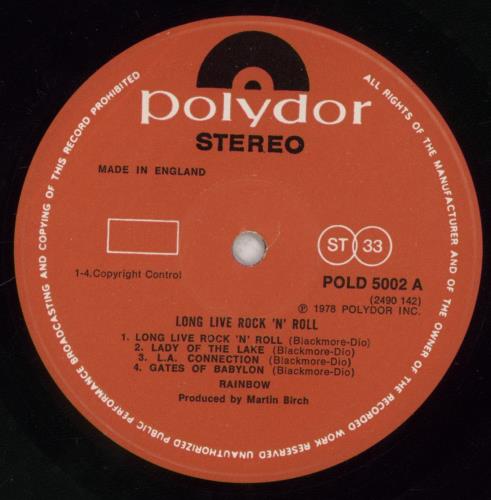 polydor
STEREO
MADE IN ENGLAND
ST 33
1-4.Copyright Control
POLD 5002 A
(2490 142)
℗ 1978 POLYDOR INC.
LONG LIVE ROCK 'N' ROLL
1. LONG LIVE ROCK 'N' ROLL (Blackmore-Dio)
2. LADY OF THE LAKE (Blackmore-Dio)
3. L.A. CONNECTION (Blackmore-Dio)
4. GATES OF BABYLON (Blackmore-Dio)
RAINBOW
Produced by Martin Birch
ALL RIGHTS OF THE MANUFACTURER AND OF THE OWNER OF THE RECORDED WORK RESERVED UNAUTHORIZED PUBLIC PERFORMANCE BROADCASTING AND COPYING OF THIS RECORD PROHIBITED